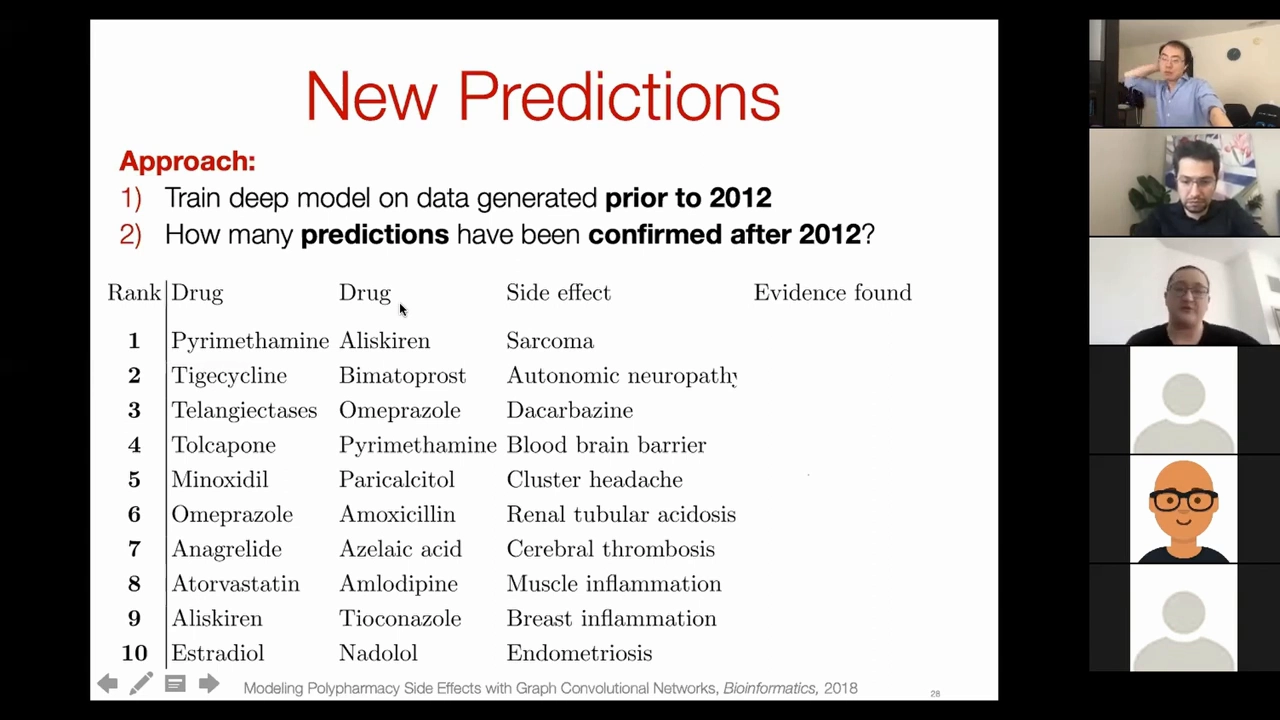 New Predictions
Approach:
1) Train deep model on data generated prior to 2012
2) How many predictions have been confirmed after 2012?
Rank Drug Drug Side effect Evidence found
1 Pyrimethamine Aliskiren Sarcoma
2 Tigecycline Bimatoprost Autonomic neuropathy
3 Telangiectases Omeprazole Dacarbazine
4 Tolcapone Pyrimethamine Blood brain barrier
5 Minoxidil Paricalcitol Cluster headache
6 Omeprazole Amoxicillin Renal tubular acidosis
7 Anagrelide Azelaic acid Cerebral thrombosis
8 Atorvastatin Amlodipine Muscle inflammation
9 Aliskiren Tioconazole Breast inflammation
10 Estradiol Nadolol Endometriosis
Modeling Polypharmacy Side Effects with Graph Convolutional Networks, Bioinformatics, 2018
28